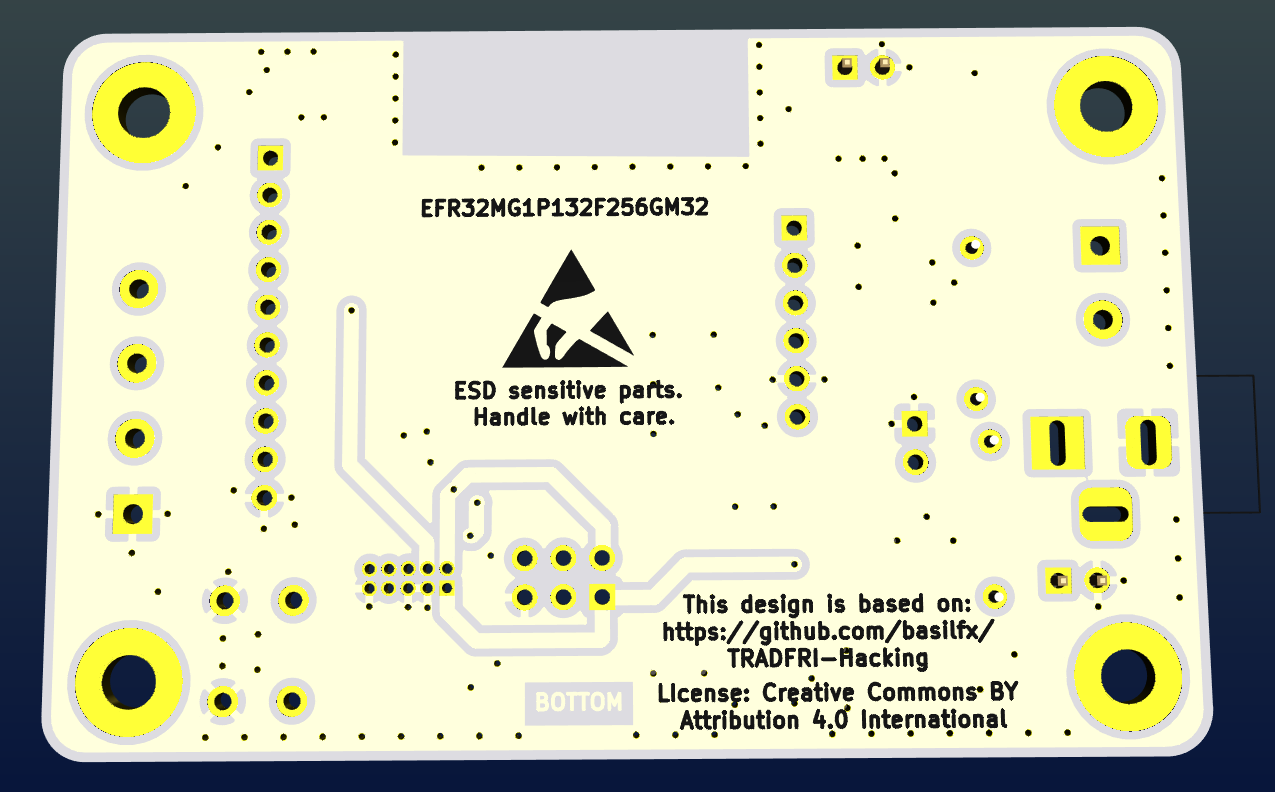 EFR32MG1P132F256GM32
ESD sensitive parts.
Handle with care.
This design is based on:
https://github.com/basilfx/
TRADFRI-Hacking
License: Creative Commons BY
Attribution 4.0 International
BOTTOM